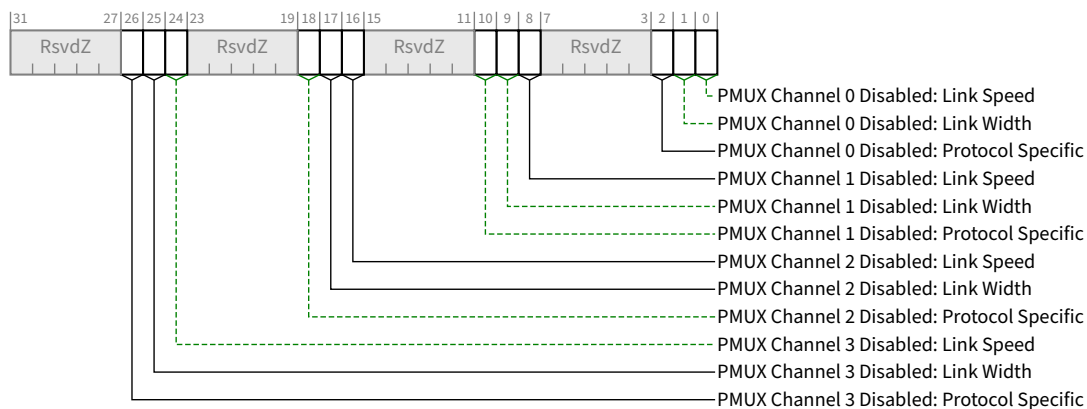 31 27 26 25 24 23 19 18 17 16 15 11 10 9 8 7 3 2 1 0
RsvdZ RsvdZ RsvdZ RsvdZ
PMUX Channel 0 Disabled: Link Speed
PMUX Channel 0 Disabled: Link Width
PMUX Channel 0 Disabled: Protocol Specific
PMUX Channel 1 Disabled: Link Speed
PMUX Channel 1 Disabled: Link Width
PMUX Channel 1 Disabled: Protocol Specific
PMUX Channel 2 Disabled: Link Speed
PMUX Channel 2 Disabled: Link Width
PMUX Channel 2 Disabled: Protocol Specific
PMUX Channel 3 Disabled: Link Speed
PMUX Channel 3 Disabled: Link Width
PMUX Channel 3 Disabled: Protocol Specific